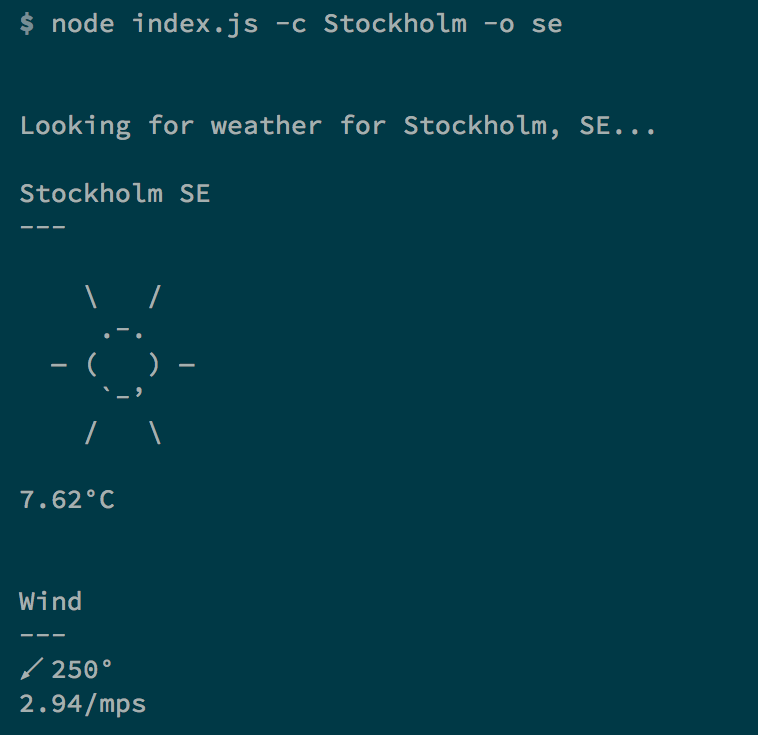 $ node index.js -c Stockholm -o se
Looking for weather for Stockholm, SE...
Stockholm SE
---
    \   /
     .-.
  ― (   ) ―
     `-’
    /   \
7.62°C
Wind
---
↙ 250°
2.94/mps